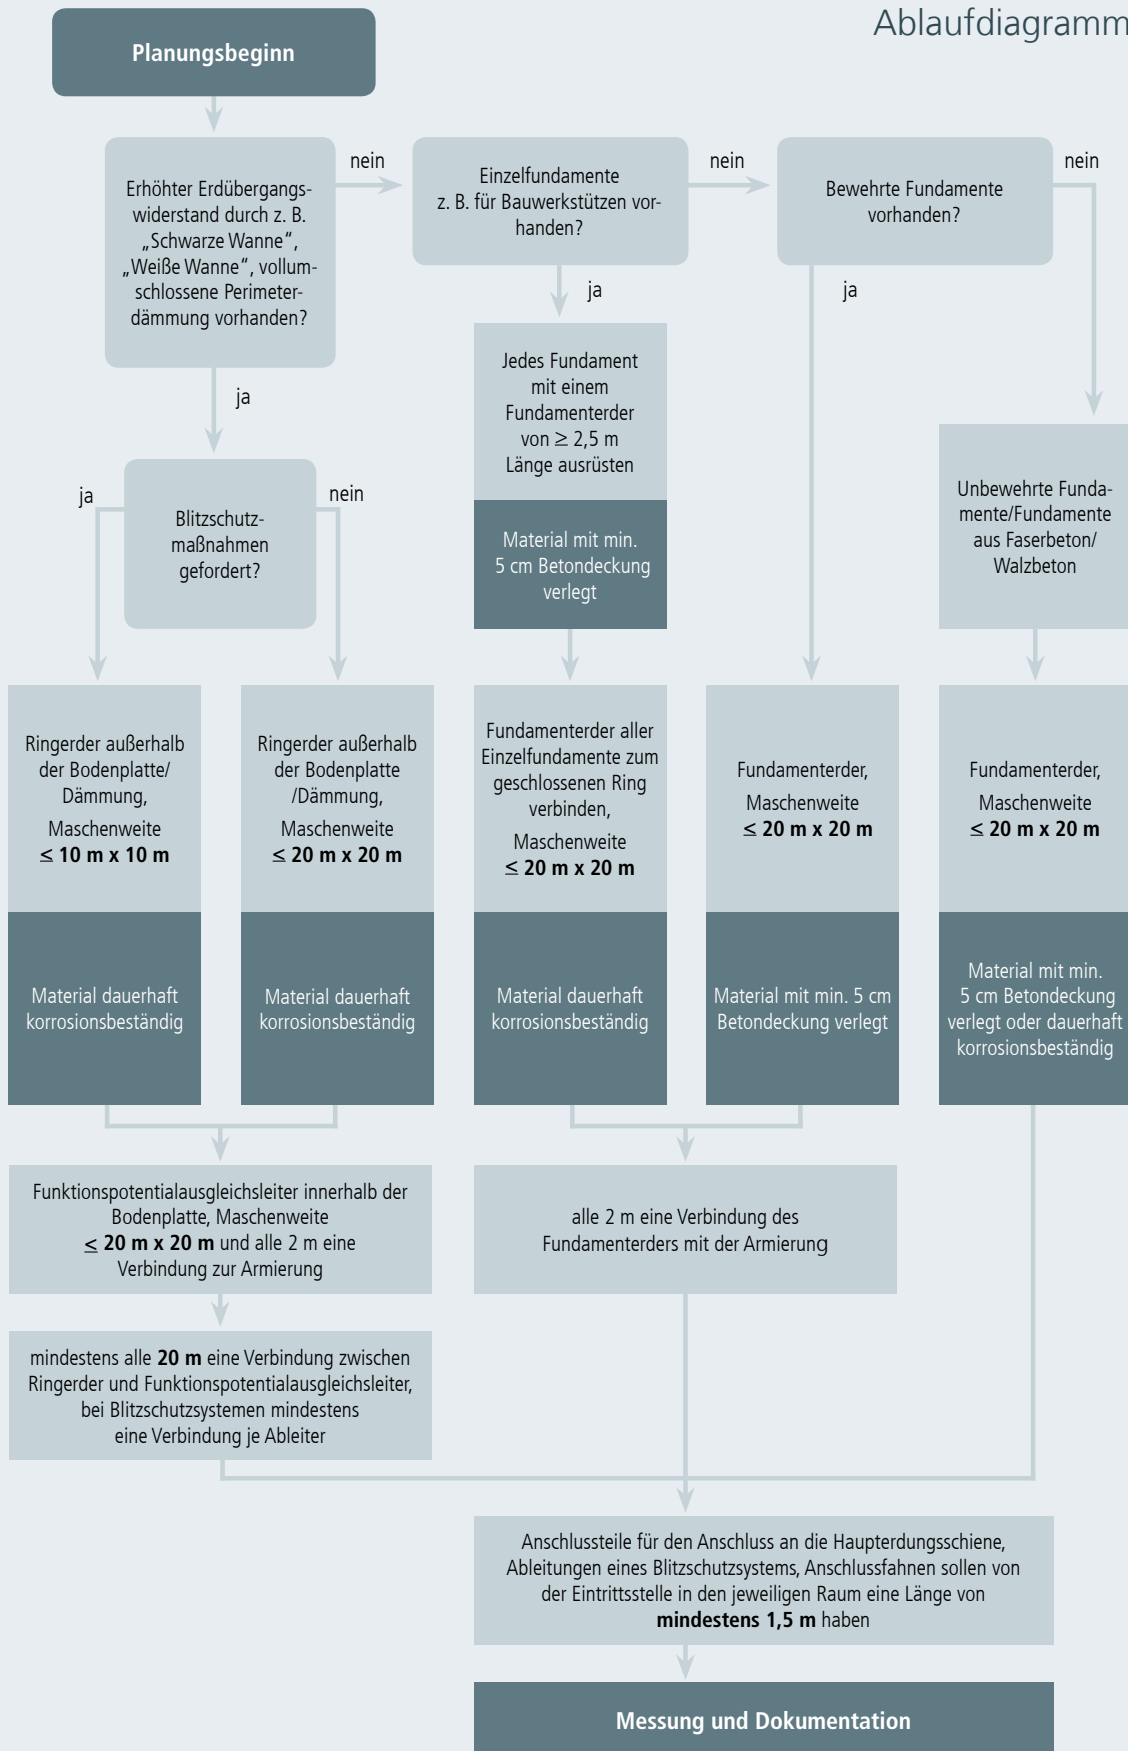 Ablaufdiagramm
Planungsbeginn
Erhöhter Erdübergangs-
widerstand durch z. B.
„Schwarze Wanne“,
„Weiße Wanne“, vollum-
schlossene Perimeter-
dämmung vorhanden?
nein
Einzelfundamente
z. B. für Bauwerkstützen vor-
handen?
nein
Bewehrte Fundamente
vorhanden?
nein
ja
ja
ja
Jedes Fundament
mit einem
Fundamenterder
von ≥ 2,5 m
Länge ausrüsten
Material mit min.
5 cm Betondeckung
verlegt
Unbewehrte Funda-
mente/Fundamente
aus Faserbeton/
Walzbeton
ja
Blitzschutz-
maßnahmen
gefordert?
nein
Ringerder außerhalb
der Bodenplatte/
Dämmung,
Maschenweite
≤ 10 m x 10 m
Material dauerhaft
korrosionsbeständig
Ringerder außerhalb
der Bodenplatte
/Dämmung,
Maschenweite
≤ 20 m x 20 m
Material dauerhaft
korrosionsbeständig
Fundamenterder aller
Einzelfundamente zum
geschlossenen Ring
verbinden,
Maschenweite
≤ 20 m x 20 m
Material dauerhaft
korrosionsbeständig
Fundamenterder,
Maschenweite
≤ 20 m x 20 m
Material mit min. 5 cm
Betondeckung verlegt
Fundamenterder,
Maschenweite
≤ 20 m x 20 m
Material mit min.
5 cm Betondeckung
verlegt oder dauerhaft
korrosionsbeständig
Funktionspotentialausgleichsleiter innerhalb der
Bodenplatte, Maschenweite
≤ 20 m x 20 m und alle 2 m eine
Verbindung zur Armierung
alle 2 m eine Verbindung des
Fundamenterders mit der Armierung
mindestens alle 20 m eine Verbindung zwischen
Ringerder und Funktionspotentialausgleichsleiter,
bei Blitzschutzsystemen mindestens
eine Verbindung je Ableiter
Anschlussteile für den Anschluss an die Haupterdungsschiene,
Ableitungen eines Blitzschutzsystems, Anschlussfahnen sollen von
der Eintrittsstelle in den jeweiligen Raum eine Länge von
mindestens 1,5 m haben
Messung und Dokumentation